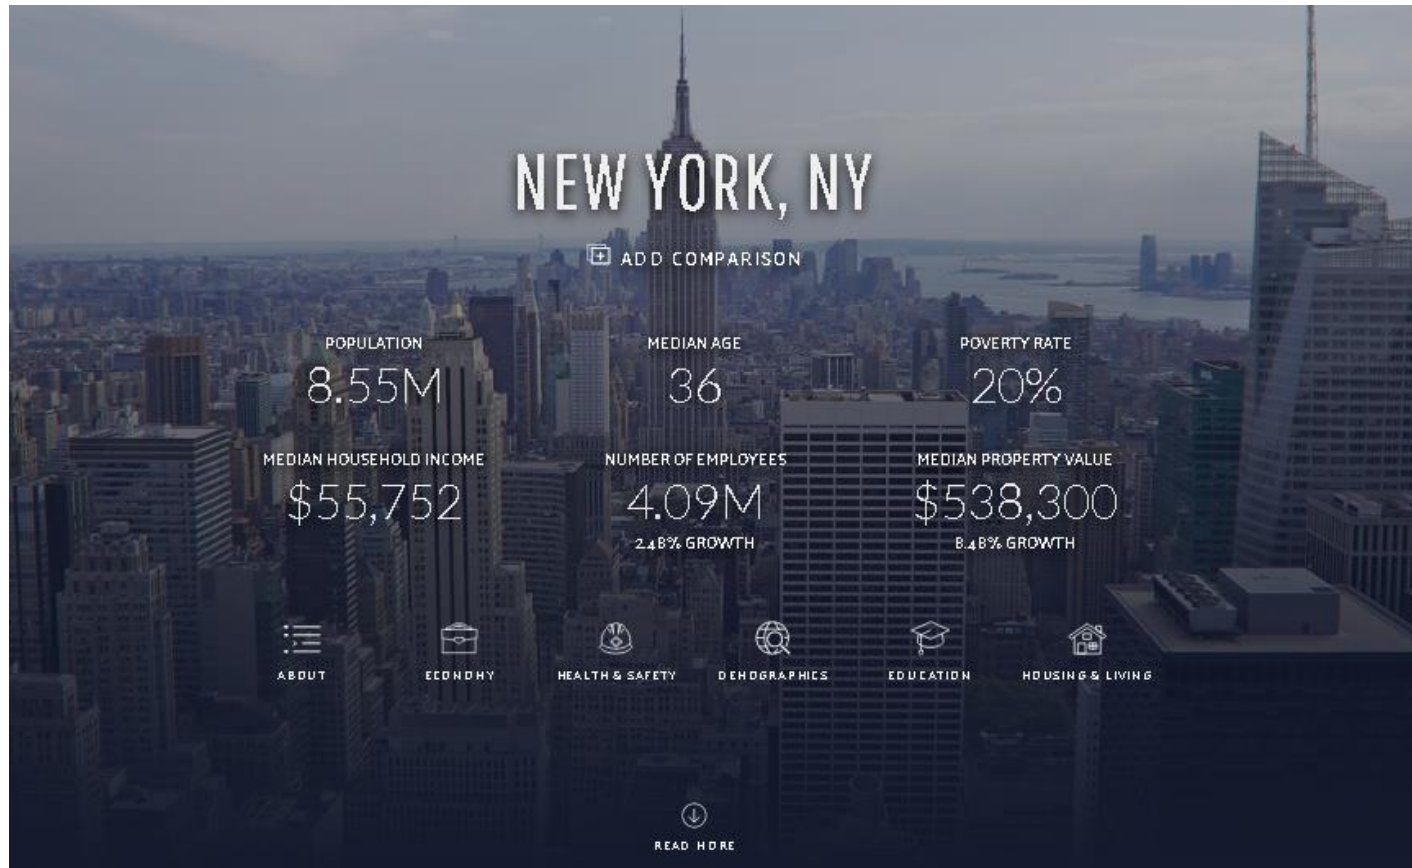 NEW YORK, NY
ADD COMPARISON
POPULATION
8.55M
MEDIAN AGE
36
POVERTY RATE
20%
MEDIAN HOUSEHOLD INCOME
$55,752
NUMBER OF EMPLOYEES
4.09M
2.48% GROWTH
MEDIAN PROPERTY VALUE
$538,300
8.48% GROWTH
ABOUT
ECONOMY
HEALTH & SAFETY
DEMOGRAPHICS
EDUCATION
HOUSING & LIVING
READ MORE